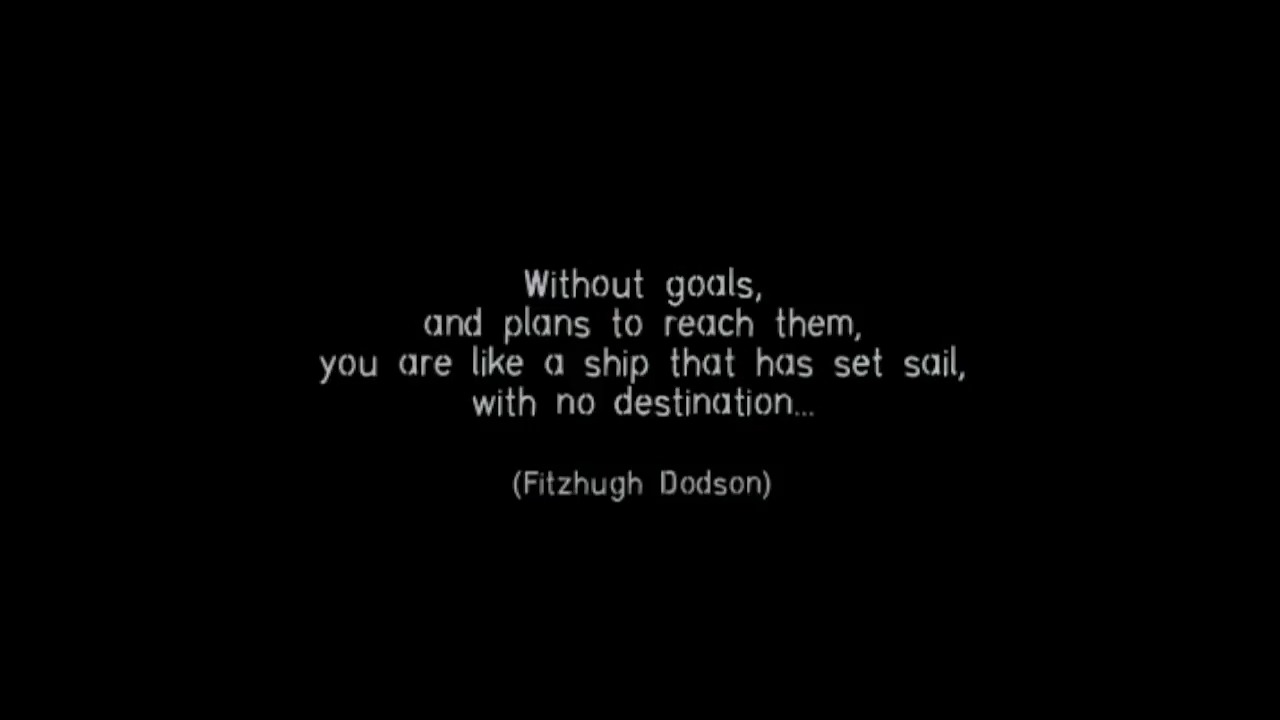 Without goals,
and plans to reach them,
you are like a ship that has set sail,
with no destination...
(Fitzhugh Dodson)